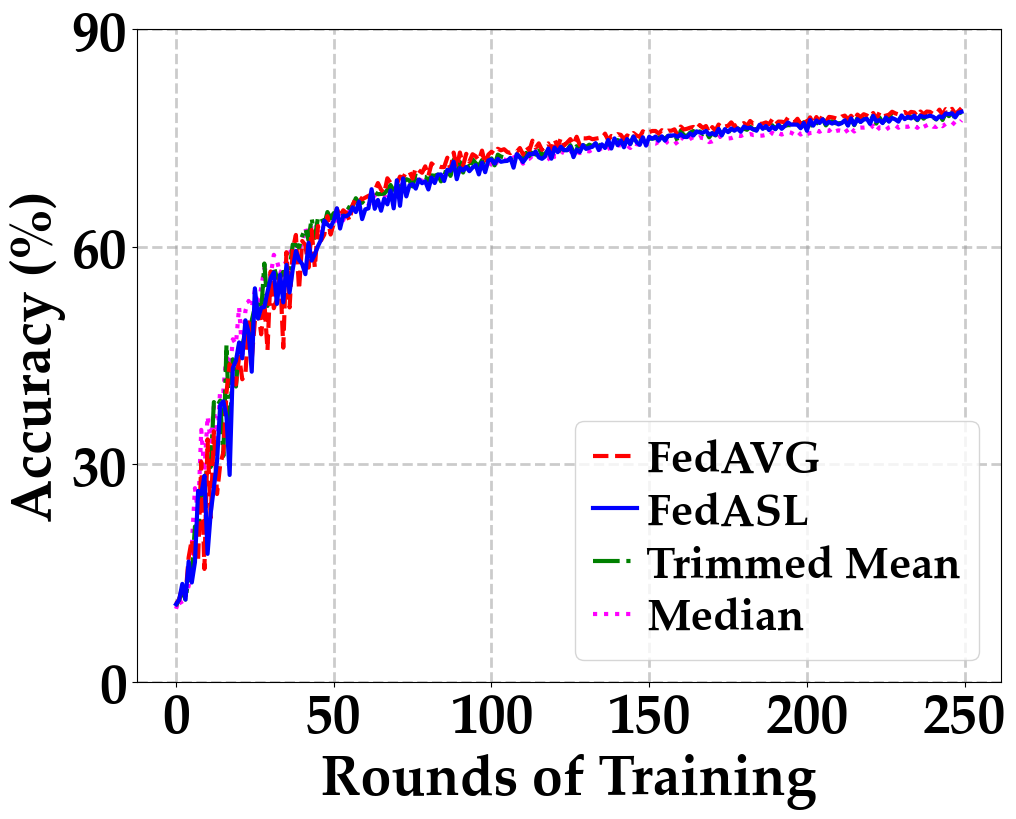 90
60
30
0
Accuracy (%)
FedAVG
FedASL
Trimmed Mean
Median
0 50 100 150 200 250
Rounds of Training